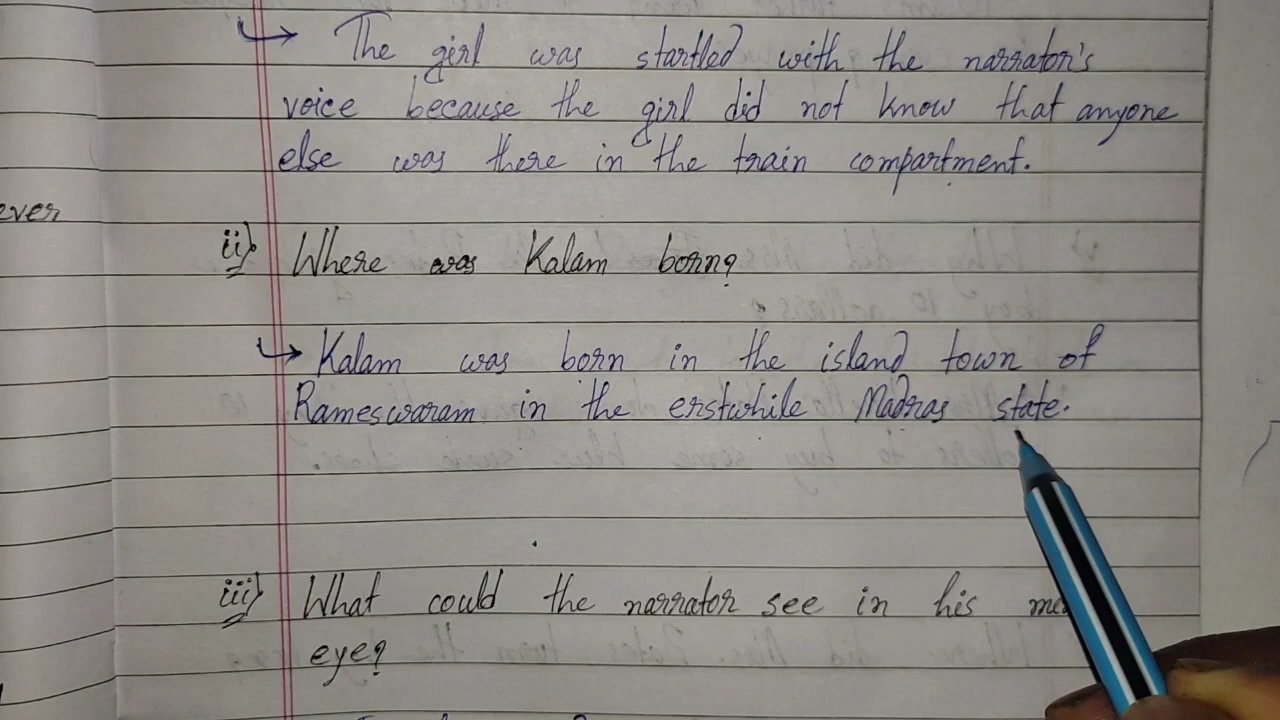 The girl was startled with the narrator's
voice because the girl did not know that anyone
else was there in the train compartment.
ever
ii) Where was Kalam born?
Kalam was born in the island town of
Rameswaram in the erstwhile Madras state.
iii) What could the narrator see in his
eye?